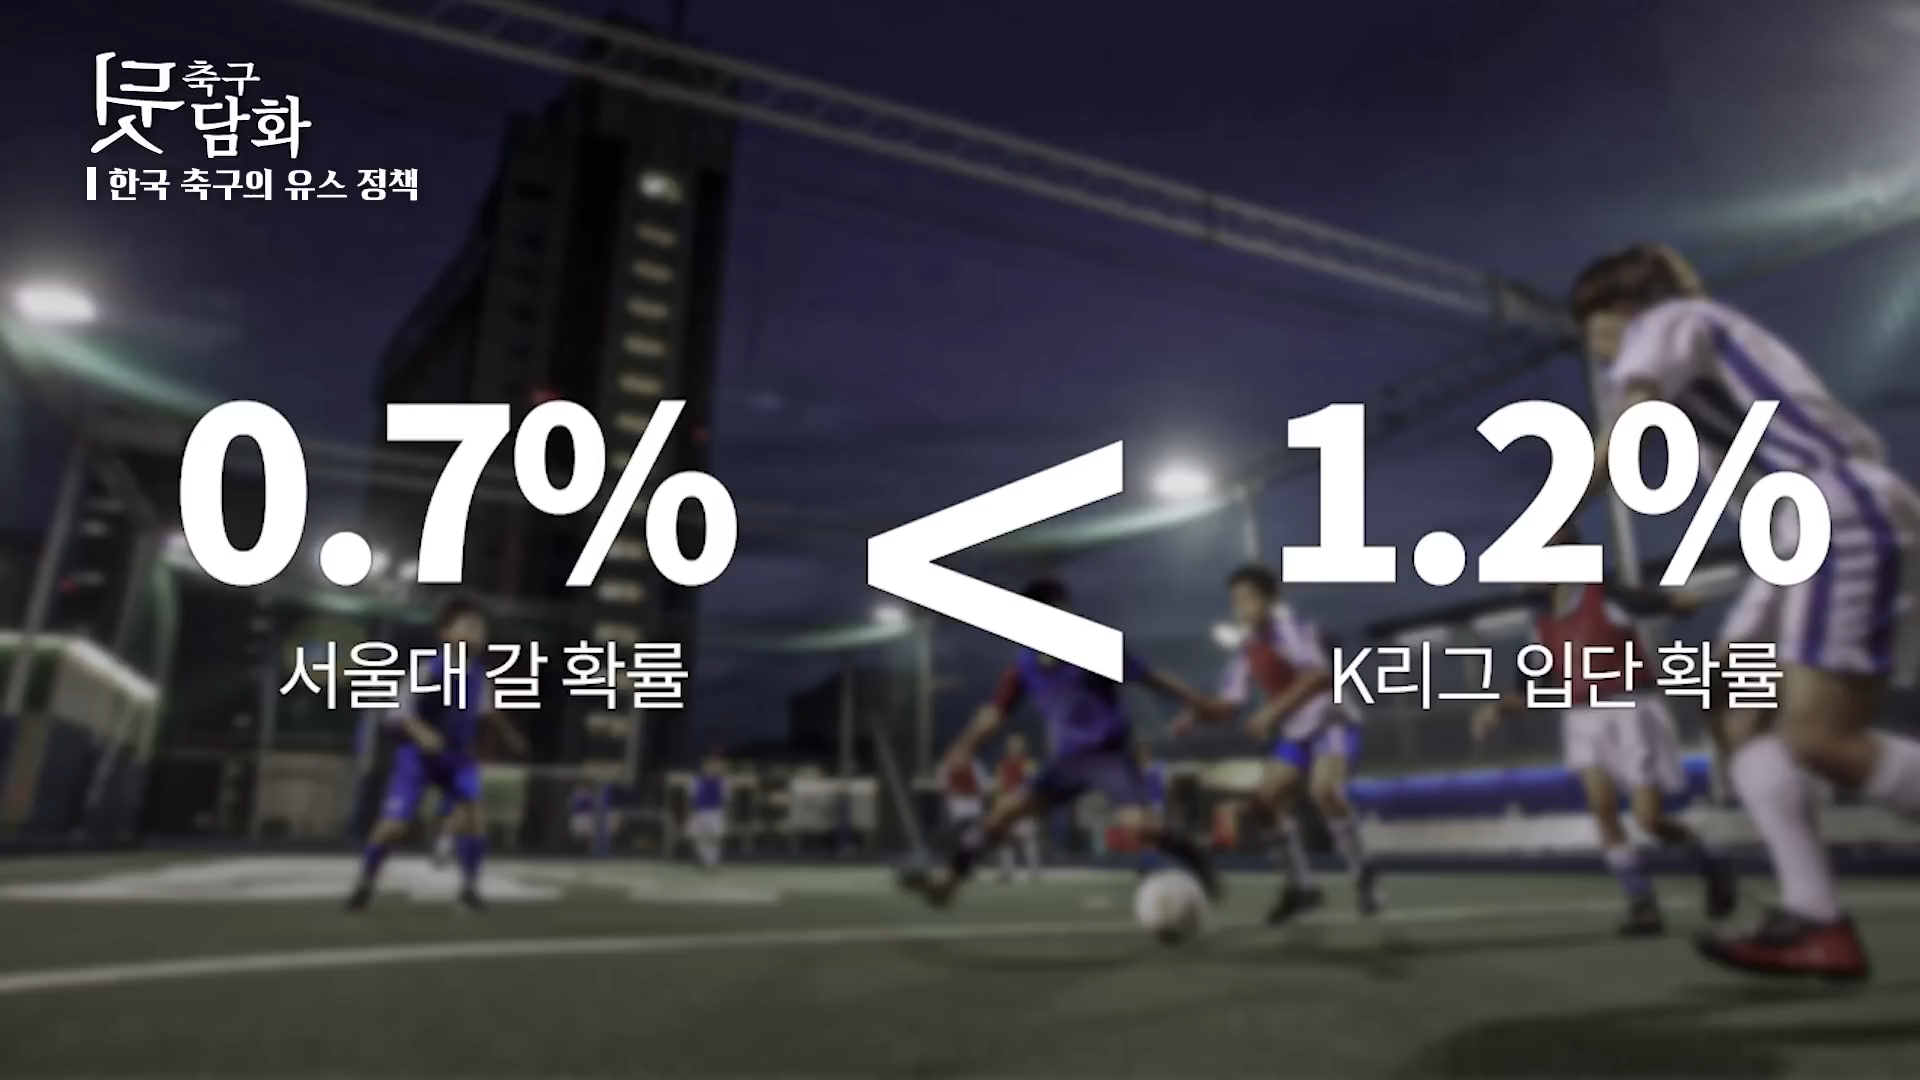 축구
뭇담화
한국 축구의 유스 정책
0.7% < 1.2%
서울대 갈 확률
K리그 입단 확률